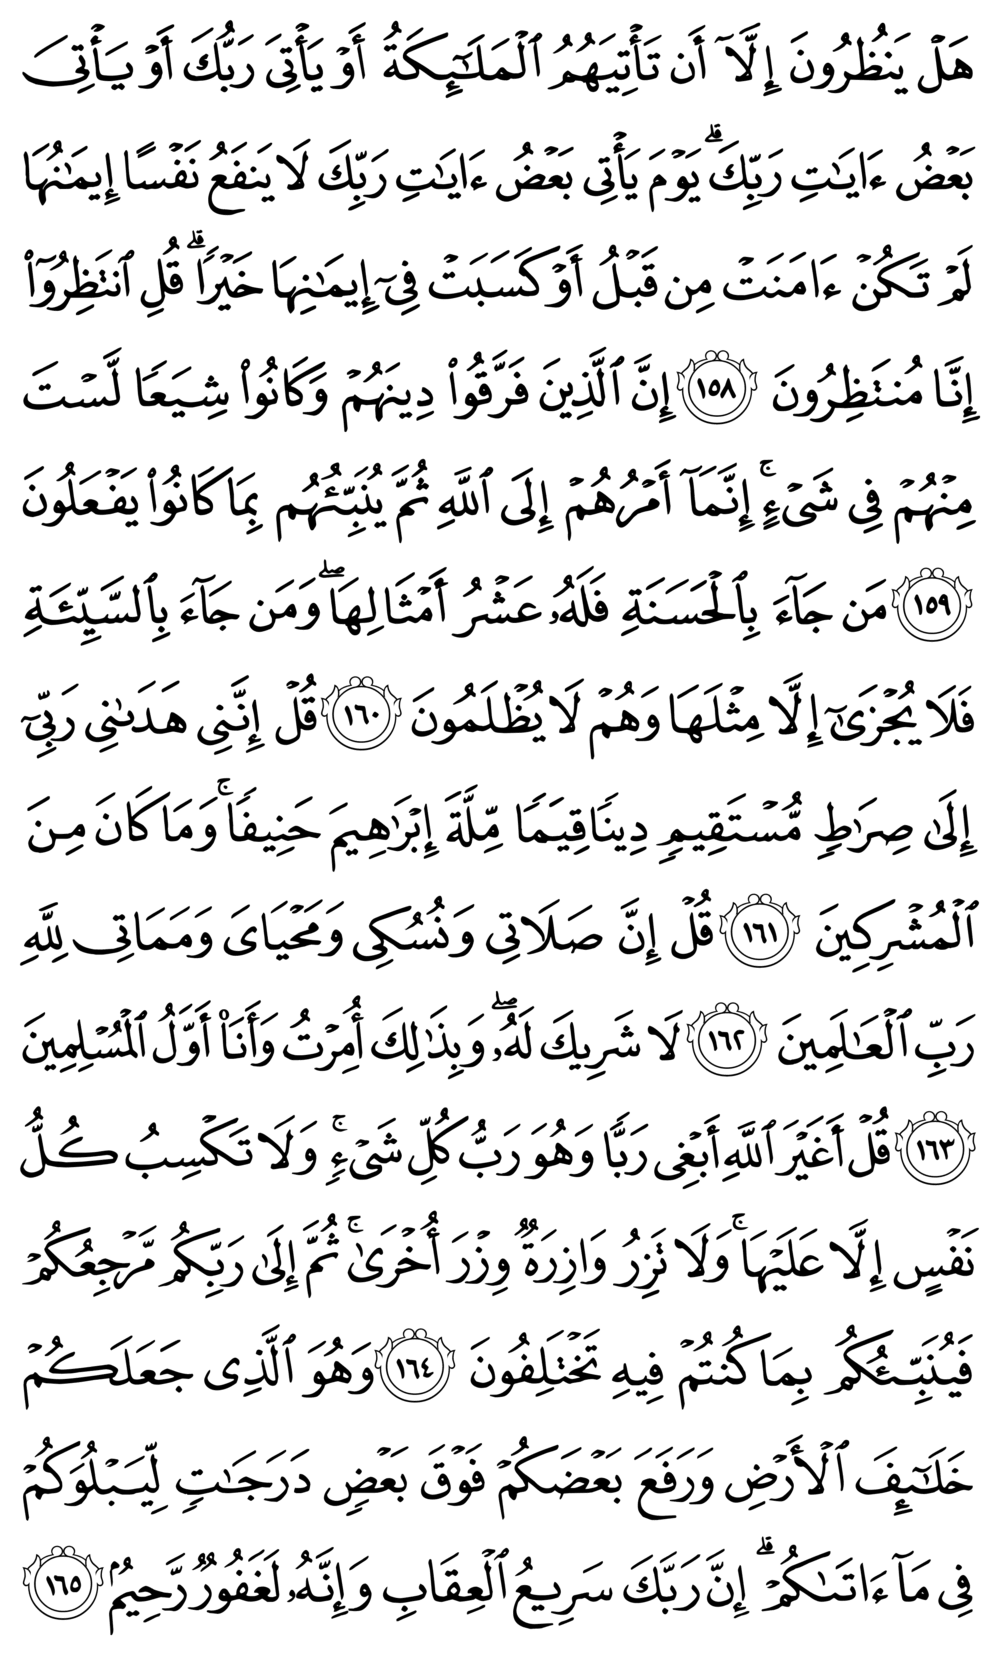 هَلۡ يَنظُرُونَ إِلَّآ أَن تَأۡتِيَهُمُ ٱلۡمَلَٰٓئِكَةُ أَوۡ يَأۡتِيَ رَبُّكَ أَوۡ يَأۡتِيَ
بَعۡضُ ءَايَٰتِ رَبِّكَۗ يَوۡمَ يَأۡتِي بَعۡضُ ءَايَٰتِ رَبِّكَ لَا يَنفَعُ نَفۡسًا إِيمَٰنُهَا
لَمۡ تَكُنۡ ءَامَنَتۡ مِن قَبۡلُ أَوۡ كَسَبَتۡ فِيٓ إِيمَٰنِهَا خَيۡرٗاۗ قُلِ ٱنتَظِرُوٓاْ
إِنَّا مُنتَظِرُونَ ١٥٨ إِنَّ ٱلَّذِينَ فَرَّقُواْ دِينَهُمۡ وَكَانُواْ شِيَعٗا لَّسۡتَ
مِنۡهُمۡ فِي شَيۡءٍۚ إِنَّمَآ أَمۡرُهُمۡ إِلَى ٱللَّهِ ثُمَّ يُنَبِّئُهُم بِمَا كَانُواْ يَفۡعَلُونَ
١٥٩ مَن جَآءَ بِٱلۡحَسَنَةِ فَلَهُۥ عَشۡرُ أَمۡثَالِهَاۖ وَمَن جَآءَ بِٱلسَّيِّئَةِ
فَلَا يُجۡزَىٰٓ إِلَّا مِثۡلَهَا وَهُمۡ لَا يُظۡلَمُونَ ١٦٠ قُلۡ إِنَّنِي هَدَىٰنِي رَبِّيٓ
إِلَىٰ صِرَٰطٖ مُّسۡتَقِيمٖ دِينٗا قِيَمٗا مِّلَّةَ إِبۡرَٰهِيمَ حَنِيفٗاۚ وَمَا كَانَ مِنَ
ٱلۡمُشۡرِكِينَ ١٦١ قُلۡ إِنَّ صَلَاتِي وَنُسُكِي وَمَحۡيَايَ وَمَمَاتِي لِلَّهِ
رَبِّ ٱلۡعَٰلَمِينَ ١٦٢ لَا شَرِيكَ لَهُۥۖ وَبِذَٰلِكَ أُمِرۡتُ وَأَنَا۠ أَوَّلُ ٱلۡمُسۡلِمِينَ
١٦٣ قُلۡ أَغَيۡرَ ٱللَّهِ أَبۡغِي رَبّٗا وَهُوَ رَبُّ كُلِّ شَيۡءٖۚ وَلَا تَكۡسِبُ كُلُّ
نَفۡسٍ إِلَّا عَلَيۡهَاۚ وَلَا تَزِرُ وَازِرَةٞ وِزۡرَ أُخۡرَىٰۚ ثُمَّ إِلَىٰ رَبِّكُم مَّرۡجِعُكُمۡ
فَيُنَبِّئُكُم بِمَا كُنتُمۡ فِيهِ تَخۡتَلِفُونَ ١٦٤ وَهُوَ ٱلَّذِي جَعَلَكُمۡ
خَلَٰٓئِفَ ٱلۡأَرۡضِ وَرَفَعَ بَعۡضَكُمۡ فَوۡقَ بَعۡضٖ دَرَجَٰتٖ لِّيَبۡلُوَكُمۡ
فِي مَآ ءَاتَىٰكُمۡۗ إِنَّ رَبَّكَ سَرِيعُ ٱلۡعِقَابِ وَإِنَّهُۥ لَغَفُورٞ رَّحِيمُۢ ١٦٥